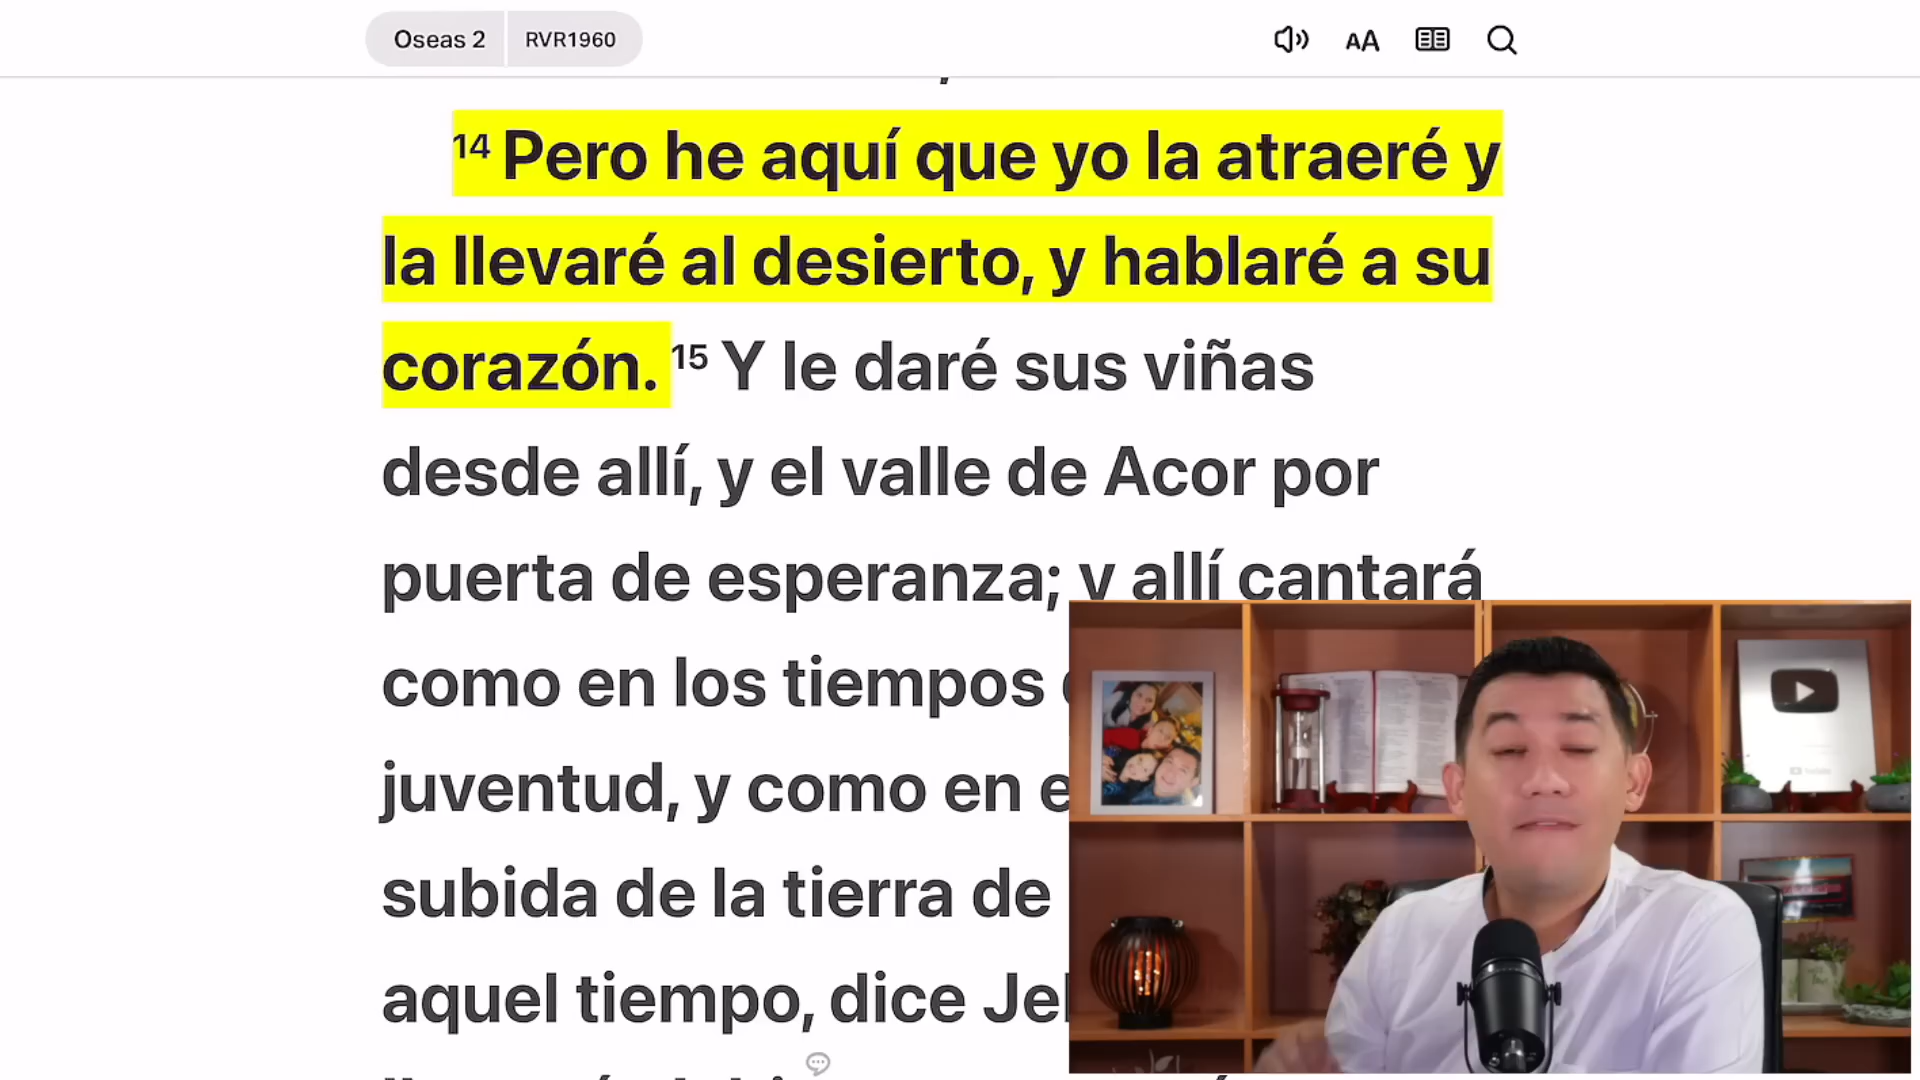 Oseas 2 RVR1960
AA
14 Pero he aquí que yo la atraeré y
la llevaré al desierto, y hablaré a su
corazón. 15 Y le daré sus viñas
desde allí, y el valle de Acor por
puerta de esperanza; y allí cantará
como en los tiempos
juventud, y como en
subida de la tierra de
aquel tiempo, dice